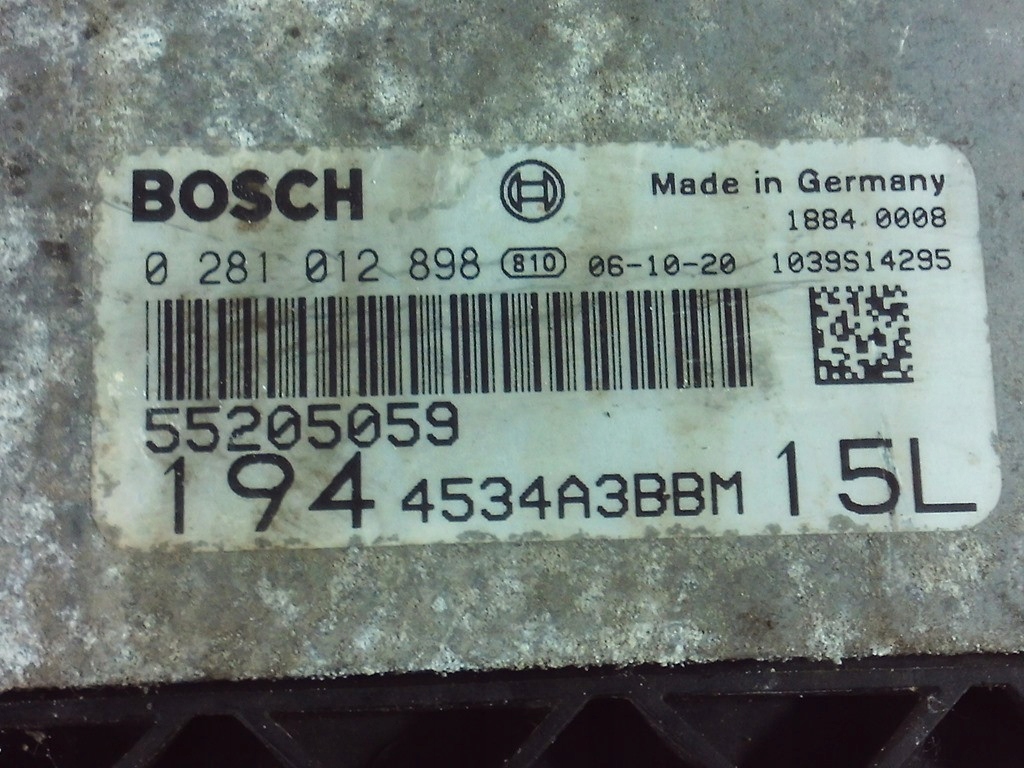 BOSCH Made in Germany
1884 0008
0 281 012 898 810 06-10-20 1039S14295
55205059
194 4534A3BBM 15L